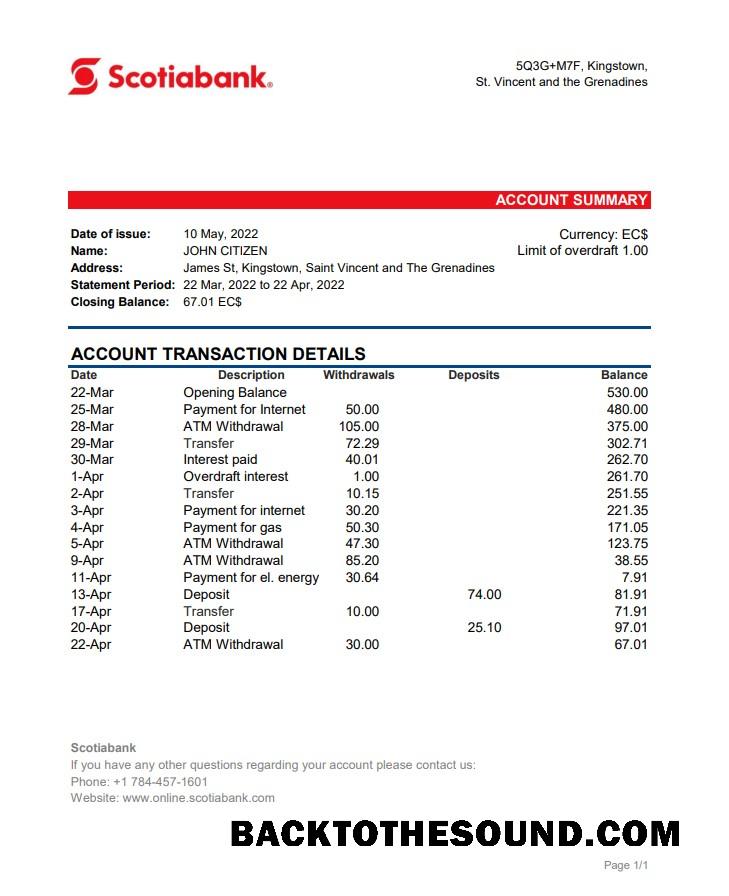 Scotiabank®
5Q3G+M7F, Kingstown,
St. Vincent and the Grenadines
ACCOUNT SUMMARY
Date of issue: 10 May, 2022
Currency: EC$
Name: JOHN CITIZEN
Limit of overdraft 1.00
Address: James St, Kingstown, Saint Vincent and The Grenadines
Statement Period: 22 Mar, 2022 to 22 Apr, 2022
Closing Balance: 67.01 EC$
ACCOUNT TRANSACTION DETAILS
Date Description Withdrawals Deposits Balance
22-Mar Opening Balance 530.00
25-Mar Payment for Internet 50.00 480.00
28-Mar ATM Withdrawal 105.00 375.00
29-Mar Transfer 72.29 302.71
30-Mar Interest paid 40.01 262.70
1-Apr Overdraft interest 1.00 261.70
2-Apr Transfer 10.15 251.55
3-Apr Payment for internet 30.20 221.35
4-Apr Payment for gas 50.30 171.05
5-Apr ATM Withdrawal 47.30 123.75
9-Apr ATM Withdrawal 85.20 38.55
11-Apr Payment for el. energy 30.64 7.91
13-Apr Deposit 74.00 81.91
17-Apr Transfer 10.00 71.91
20-Apr Deposit 25.10 97.01
22-Apr ATM Withdrawal 30.00 67.01
Scotiabank
If you have any other questions regarding your account please contact us:
Phone: +1 784-457-1601
Website: www.online.scotiabank.com
BACKTOTHESOUND.COM
Page 1/1